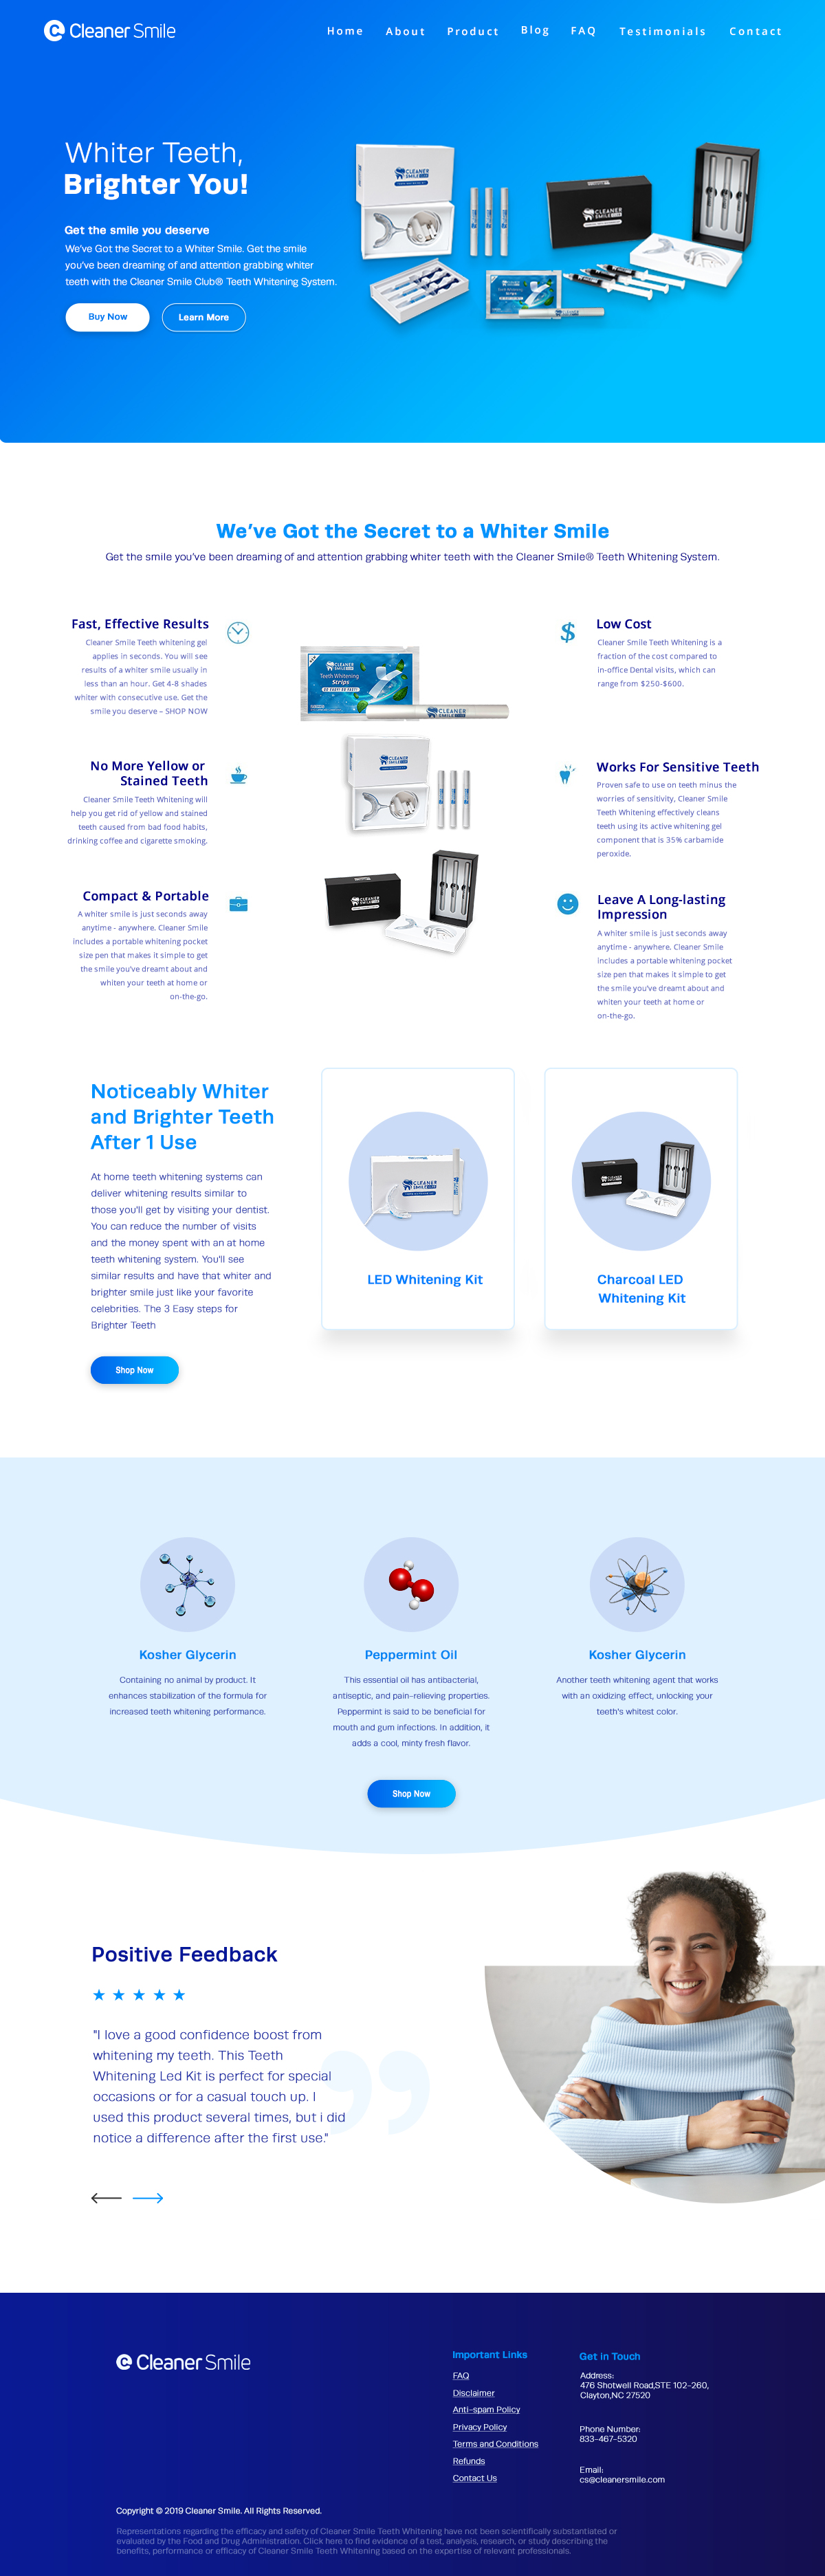 Cleaner Smile
Home About Product Blog FAQ Testimonials Contact
Whiter Teeth,
Brighter You!
Get the smile you deserve
We've Got the Secret to a Whiter Smile. Get the smile
you've been dreaming of and attention grabbing whiter
teeth with the Cleaner Smile Club® Teeth Whitening System.
Buy Now
Learn More
CLEANER
SMILE
CLEANER
SMILE
We've Got the Secret to a Whiter Smile
Get the smile you've been dreaming of and attention grabbing whiter teeth with the Cleaner Smile® Teeth Whitening System.
Fast, Effective Results
Cleaner Smile Teeth whitening gel
applies in seconds. You will see
results of a whiter smile usually in
less than an hour. Get 4-8 shades
whiter with consecutive use. Get the
smile you deserve – SHOP NOW
No More Yellow or
Stained Teeth
Cleaner Smile Teeth Whitening will
help you get rid of yellow and stained
teeth caused from bad food habits,
drinking coffee and cigarette smoking.
Compact & Portable
A whiter smile is just seconds away
anytime - anywhere. Cleaner Smile
includes a portable whitening pocket
size pen that makes it simple to get
the smile you've dreamt about and
whiten your teeth at home or
on-the-go.
CLEANER
SMILE
Teeth Whitening
Strips
CLEANER
SMILE
CLEANER
SMILE
CLEANER
SMILE
$
Low Cost
Cleaner Smile Teeth Whitening is a
fraction of the cost compared to
in-office Dental visits, which can
range from $250-$600.
Works For Sensitive Teeth
Proven safe to use on teeth minus the
worries of sensitivity, Cleaner Smile
Teeth Whitening effectively cleans
teeth using its active whitening gel
component that is 35% carbamide
peroxide.
Leave A Long-lasting
Impression
A whiter smile is just seconds away
anytime - anywhere. Cleaner Smile
includes a portable whitening pocket
size pen that makes it simple to get
the smile you've dreamt about and
whiten your teeth at home or
on-the-go.
Noticeably Whiter
and Brighter Teeth
After 1 Use
At home teeth whitening systems can
deliver whitening results similar to
those you'll get by visiting your dentist.
You can reduce the number of visits
and the money spent with an at home
teeth whitening system. You'll see
similar results and have that whiter and
brighter smile just like your favorite
celebrities. The 3 Easy steps for
Brighter Teeth
Shop Now
CLEANER
SMILE
LED Whitening Kit
CLEANER
SMILE
Charcoal LED
Whitening Kit
Kosher Glycerin
Containing no animal by product. It
enhances stabilization of the formula for
increased teeth whitening performance.
Peppermint Oil
This essential oil has antibacterial,
antiseptic, and pain-relieving properties.
Peppermint is said to be beneficial for
mouth and gum infections. In addition, it
adds a cool, minty fresh flavor.
Kosher Glycerin
Another teeth whitening agent that works
with an oxidizing effect, unlocking your
teeth's whitest color.
Shop Now
Positive Feedback
"I love a good confidence boost from
whitening my teeth. This Teeth
Whitening Led Kit is perfect for special
occasions or for a casual touch up. I
used this product several times, but i did
notice a difference after the first use."
Cleaner Smile
Important Links
FAQ
Disclaimer
Anti-spam Policy
Privacy Policy
Terms and Conditions
Refunds
Contact Us
Get in Touch
Address:
476 Shotwell Road,STE 102-260,
Clayton,NC 27520
Phone Number:
833-467-5320
Email:
cs@cleanersmile.com
Copyright © 2019 Cleaner Smile. All Rights Reserved.
Representations regarding the efficacy and safety of Cleaner Smile Teeth Whitening have not been scientifically substantiated or
evaluated by the Food and Drug Administration. Click here to find evidence of a test, analysis, research, or study describing the
benefits, performance or efficacy of Cleaner Smile Teeth Whitening based on the expertise of relevant professionals.